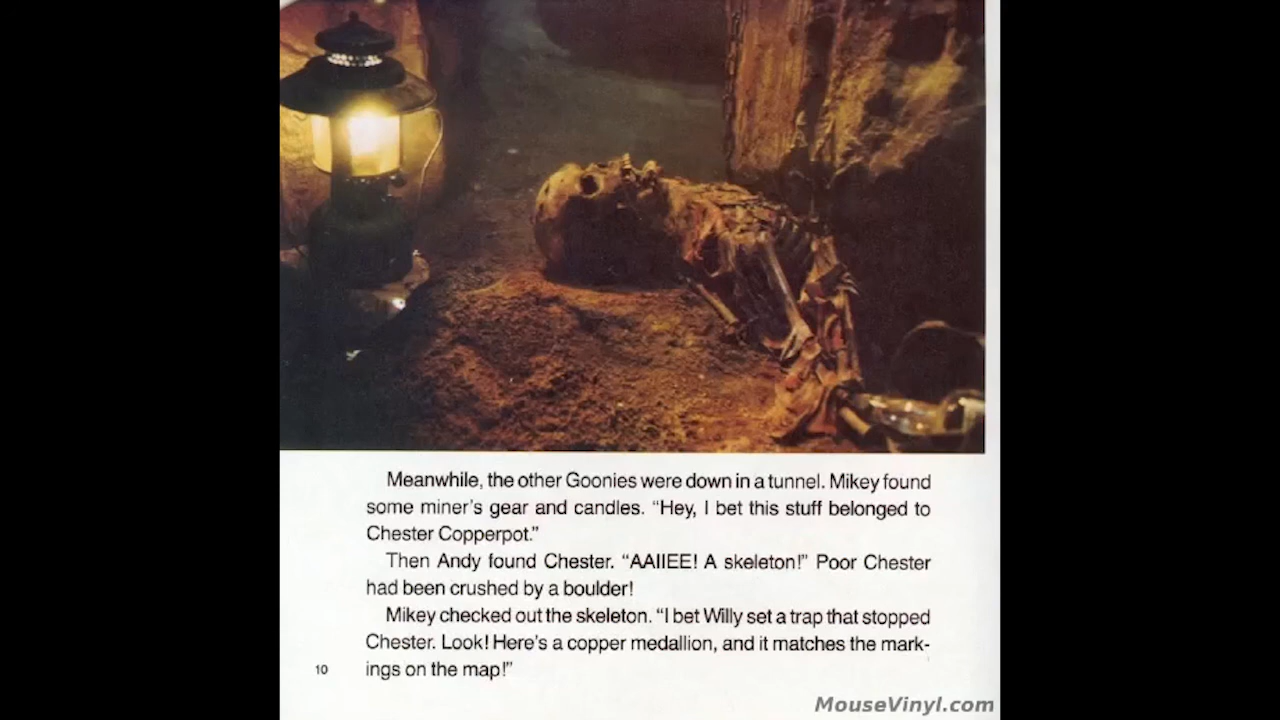 Meanwhile, the other Goonies were down in a tunnel. Mikey found
some miner's gear and candles. “Hey, I bet this stuff belonged to
Chester Copperpot.”
Then Andy found Chester. “AAIIEE! A skeleton!” Poor Chester
had been crushed by a boulder!
Mikey checked out the skeleton. “I bet Willy set a trap that stopped
Chester. Look! Here's a copper medallion, and it matches the mark-
ings on the map!”
10
MouseVinyl.com